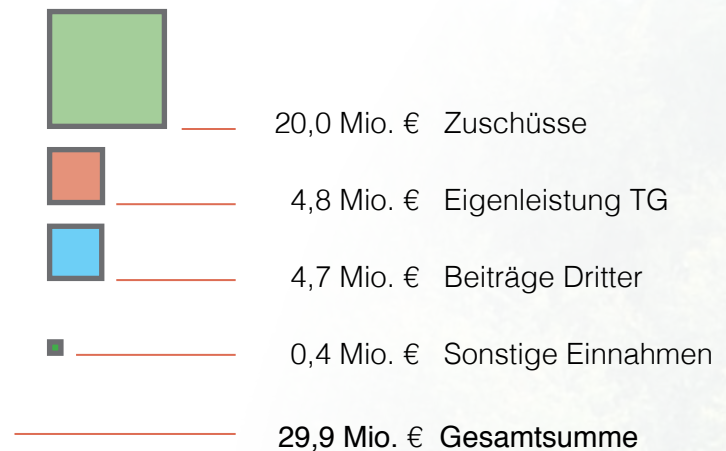 20,0 Mio. € Zuschüsse
4,8 Mio. € Eigenleistung TG
4,7 Mio. € Beiträge Dritter
0,4 Mio. € Sonstige Einnahmen
29,9 Mio. € Gesamtsumme